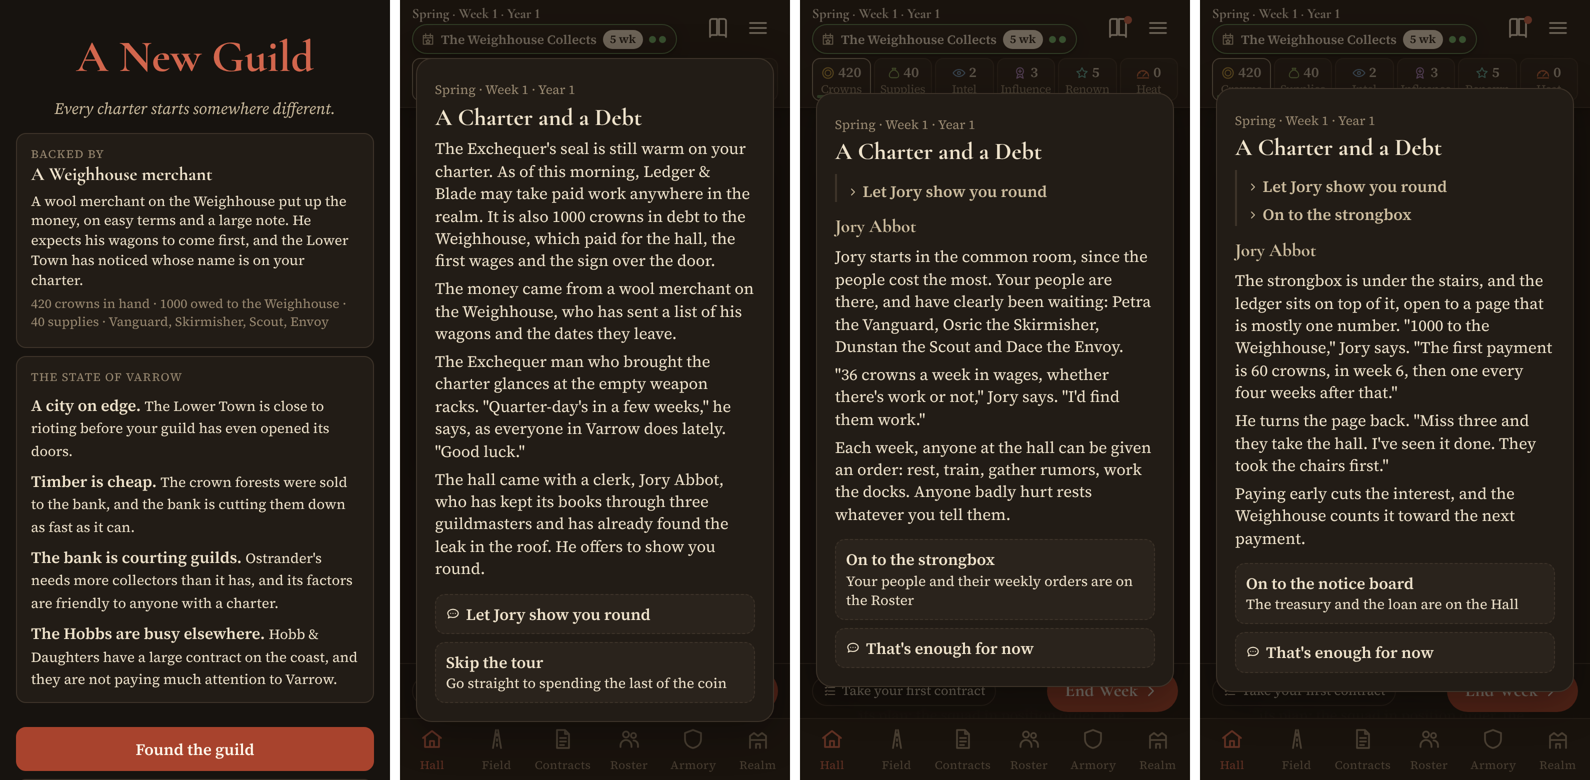 A New Guild
Every charter starts somewhere different.
BACKED BY
A Weighhouse merchant
A wool merchant on the Weighhouse put up the
money, on easy terms and a large note. He
expects his wagons to come first, and the Lower
Town has noticed whose name is on your
charter.
420 crowns in hand · 1000 owed to the Weighhouse ·
40 supplies · Vanguard, Skirmisher, Scout, Envoy
THE STATE OF VARROW
A city on edge. The Lower Town is close to
rioting before your guild has even opened its
doors.
Timber is cheap. The crown forests were sold
to the bank, and the bank is cutting them down
as fast as it can.
The bank is courting guilds. Ostrander's
needs more collectors than it has, and its factors
are friendly to anyone with a charter.
The Hobbs are busy elsewhere. Hobb &
Daughters have a large contract on the coast, and
they are not paying much attention to Varrow.
Found the guild
Spring · Week 1 · Year 1
The Weighhouse Collects 5 wk
Spring · Week 1 · Year 1
A Charter and a Debt
The Exchequer's seal is still warm on your
charter. As of this morning, Ledger &
Blade may take paid work anywhere in the
realm. It is also 1000 crowns in debt to the
Weighhouse, which paid for the hall, the
first wages and the sign over the door.
The money came from a wool merchant on
the Weighhouse, who has sent a list of his
wagons and the dates they leave.
The Exchequer man who brought the
charter glances at the empty weapon
racks. "Quarter-day's in a few weeks," he
says, as everyone in Varrow does lately.
"Good luck."
The hall came with a clerk, Jory Abbot,
who has kept its books through three
guildmasters and has already found the
leak in the roof. He offers to show you
round.
Let Jory show you round
Skip the tour
Go straight to spending the last of the coin
Hall Field Contracts Roster Armory Realm
Spring · Week 1 · Year 1
The Weighhouse Collects 5 wk
420 40 2 3 5 0
Crowns Supplies Intel Influence Renown Heat
Spring · Week 1 · Year 1
A Charter and a Debt
Let Jory show you round
Jory Abbot
Jory starts in the common room, since the
people cost the most. Your people are
there, and have clearly been waiting: Petra
the Vanguard, Osric the Skirmisher,
Dunstan the Scout and Dace the Envoy.
"36 crowns a week in wages, whether
there's work or not," Jory says. "I'd find
them work."
Each week, anyone at the hall can be given
an order: rest, train, gather rumors, work
the docks. Anyone badly hurt rests
whatever you tell them.
On to the strongbox
Your people and their weekly orders are on
the Roster
That's enough for now
Take your first contract
End Week
Hall Field Contracts Roster Armory Realm
Spring · Week 1 · Year 1
The Weighhouse Collects 5 wk
420 40 2 3 5 0
Crowns Supplies Intel Influence Renown Heat
Spring · Week 1 · Year 1
A Charter and a Debt
Let Jory show you round
On to the strongbox
Jory Abbot
The strongbox is under the stairs, and the
ledger sits on top of it, open to a page that
is mostly one number. "1000 to the
Weighhouse," Jory says. "The first payment
is 60 crowns, in week 6, then one every
four weeks after that."
He turns the page back. "Miss three and
they take the hall. I've seen it done. They
took the chairs first."
Paying early cuts the interest, and the
Weighhouse counts it toward the next
payment.
On to the notice board
The treasury and the loan are on the Hall
That's enough for now
Take your first contract
End Week
Hall Field Contracts Roster Armory Realm